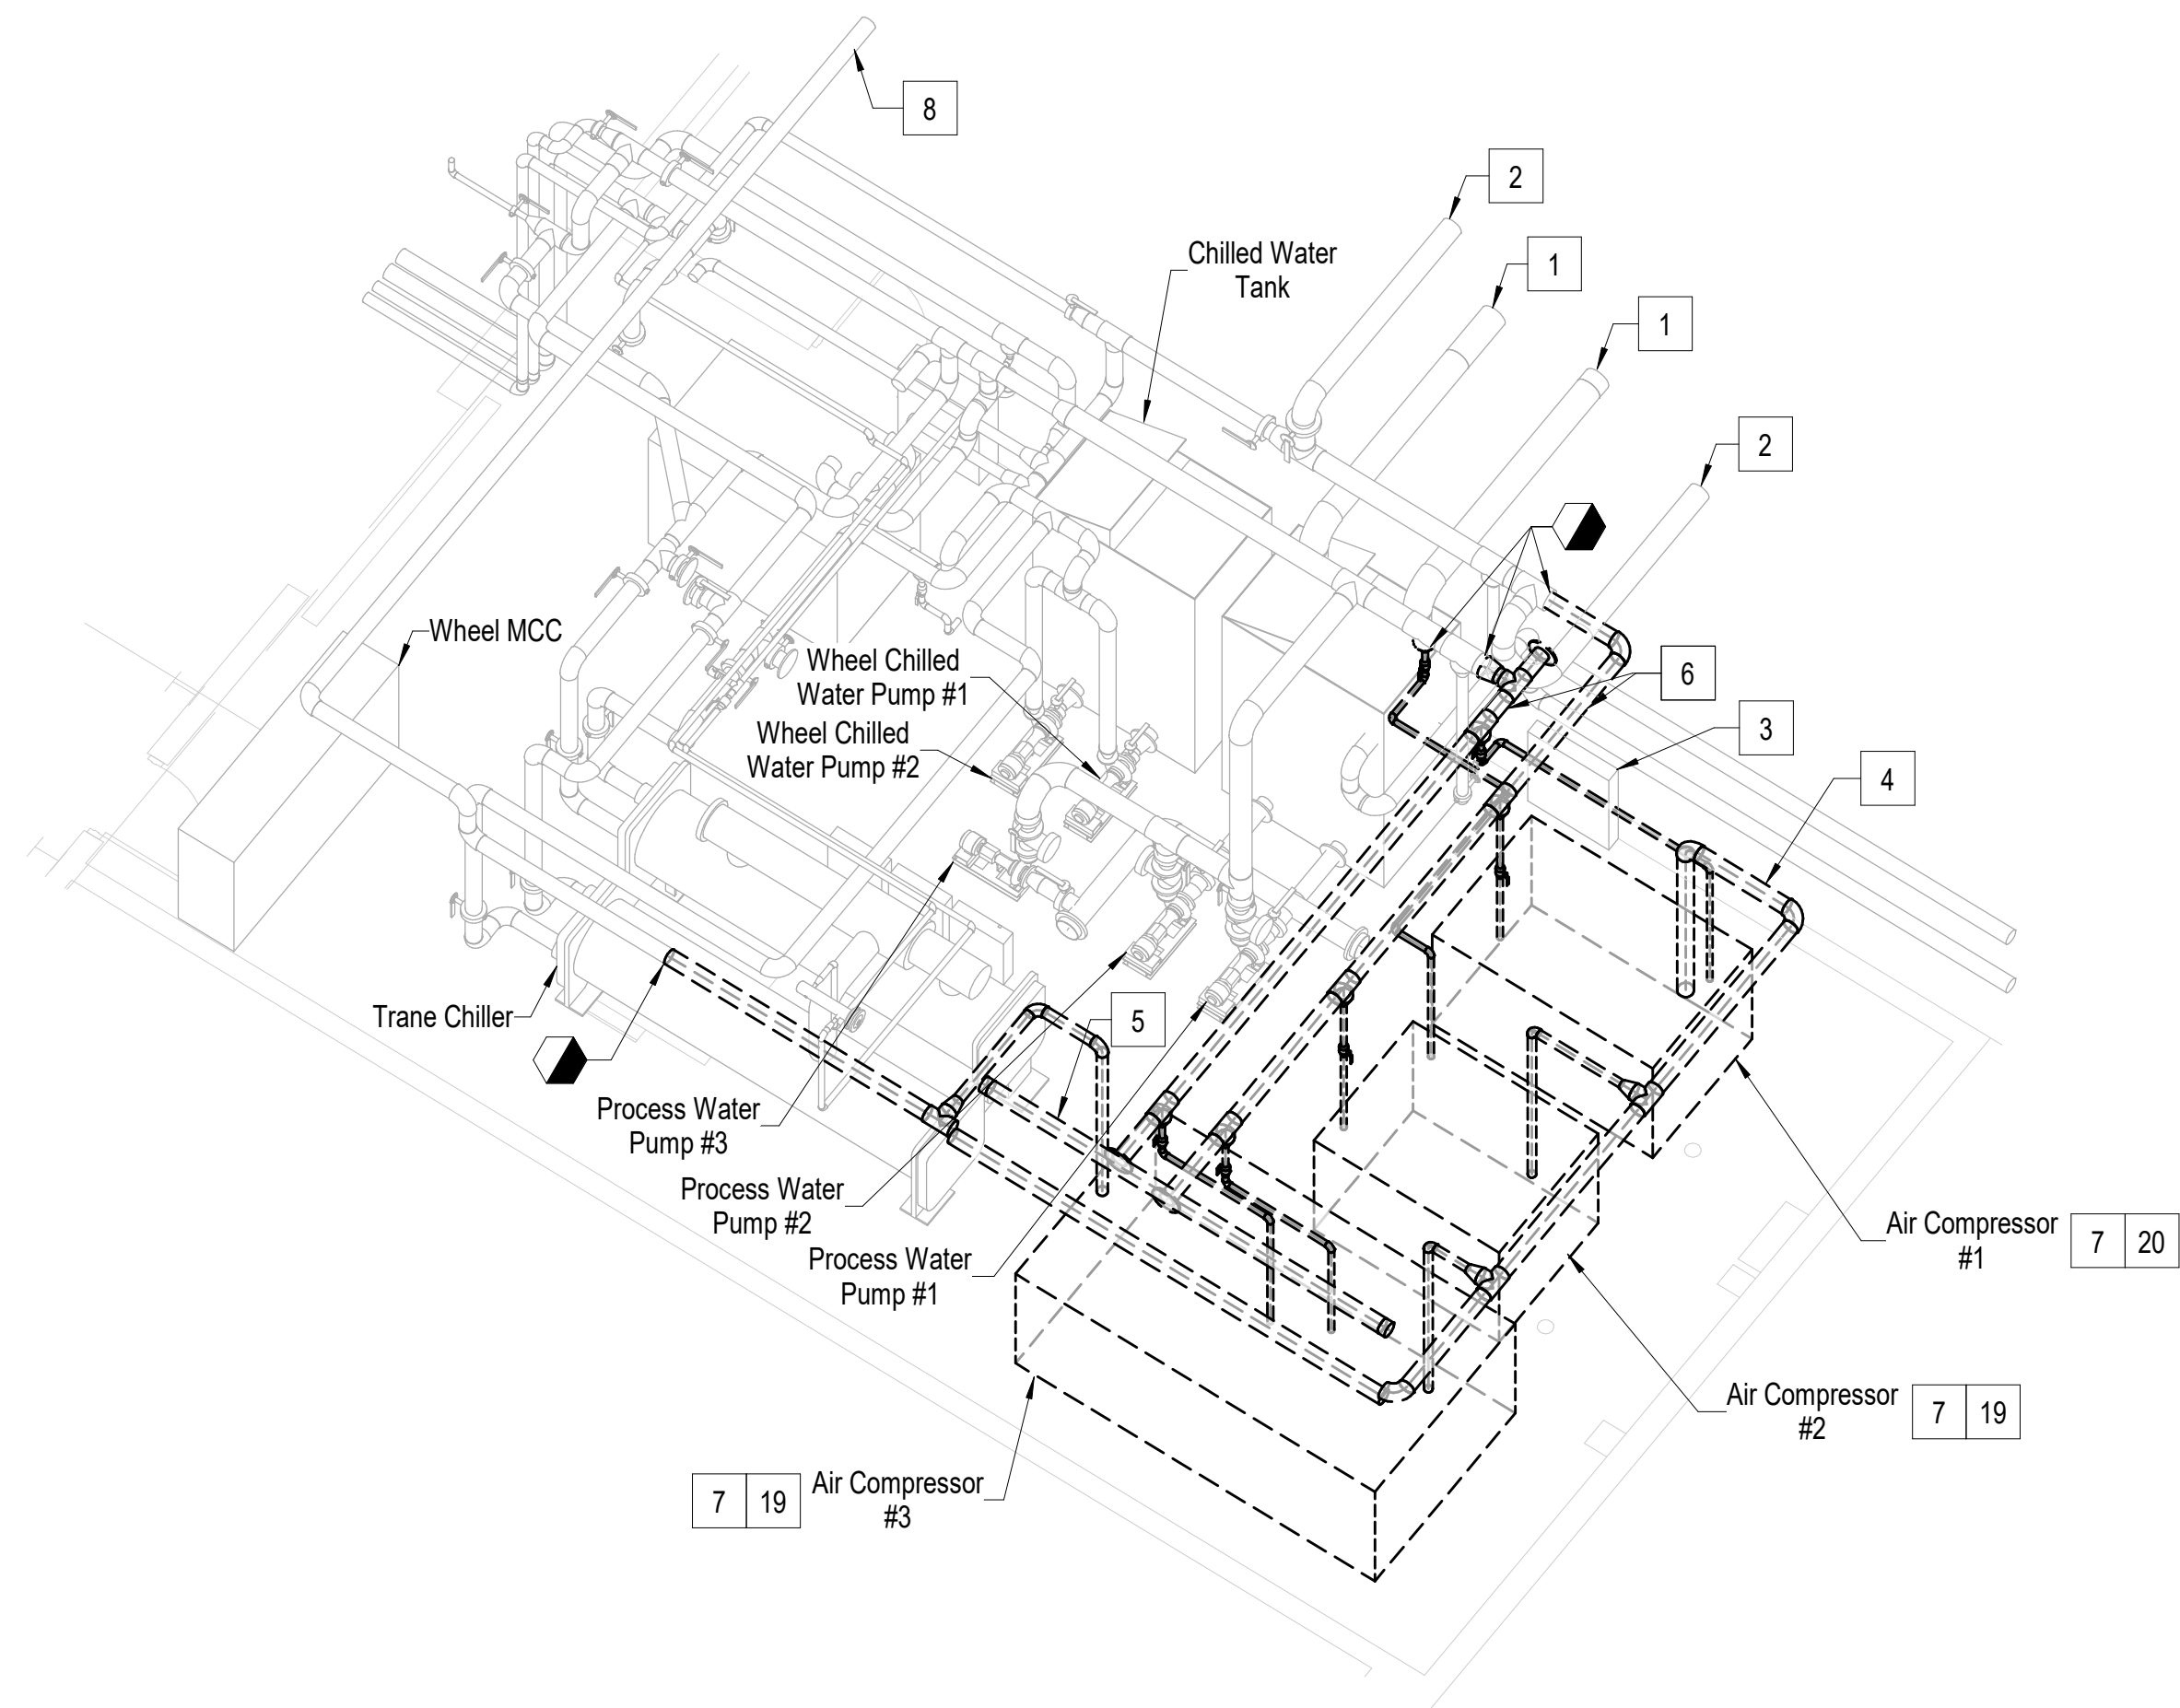 8
2
Chilled Water
Tank
1
1
2
Wheel MCC
Wheel Chilled
Water Pump #1
6
3
Wheel Chilled
Water Pump #2
4
Trane Chiller
5
Process Water
Pump #3
Process Water
Pump #2
Process Water
Pump #1
Air Compressor
#1
7 20
Air Compressor
#2
7 19
7 19
Air Compressor
#3